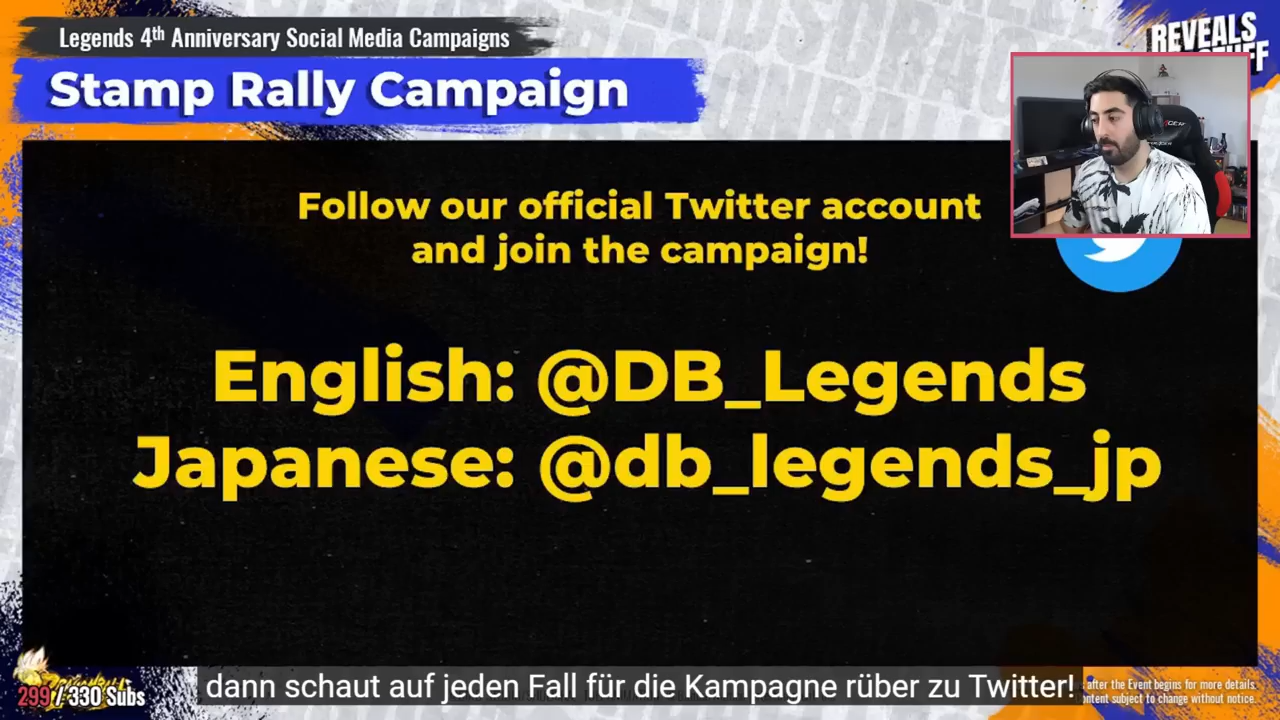 Legends 4th Anniversary Social Media Campaigns
REVEALS
Stamp Rally Campaign
Follow our official Twitter account
and join the campaign!
English: @DB_Legends
Japanese: @db_legends_jp
299 / 330 Subs
dann schaut auf jeden Fall für die Kampagne rüber zu Twitter!
after the Event begins for more details.
ontent subject to change without notice.